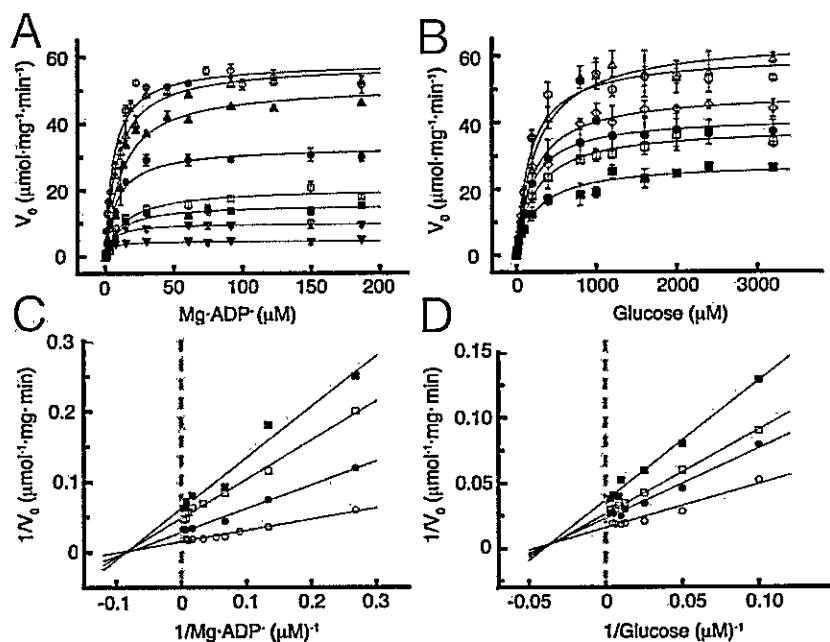 A
B
V0 (μmol·mg-1·min-1)
60
40
20
0
0 50 100 150 200
Mg·ADP- (μM)
V0 (μmol·mg-1·min-1)
60
40
20
0
0 1000 2000 3000
Glucose (μM)
C
D
1/V0 (μmol-1·mg·min)
0.3
0.2
0.1
0
-0.1 0 0.1 0.2 0.3
1/Mg·ADP- (μM)-1
1/V0 (μmol-1·mg·min)
0.15
0.10
0.05
0
-0.05 0 0.05 0.10
1/Glucose (μM)-1